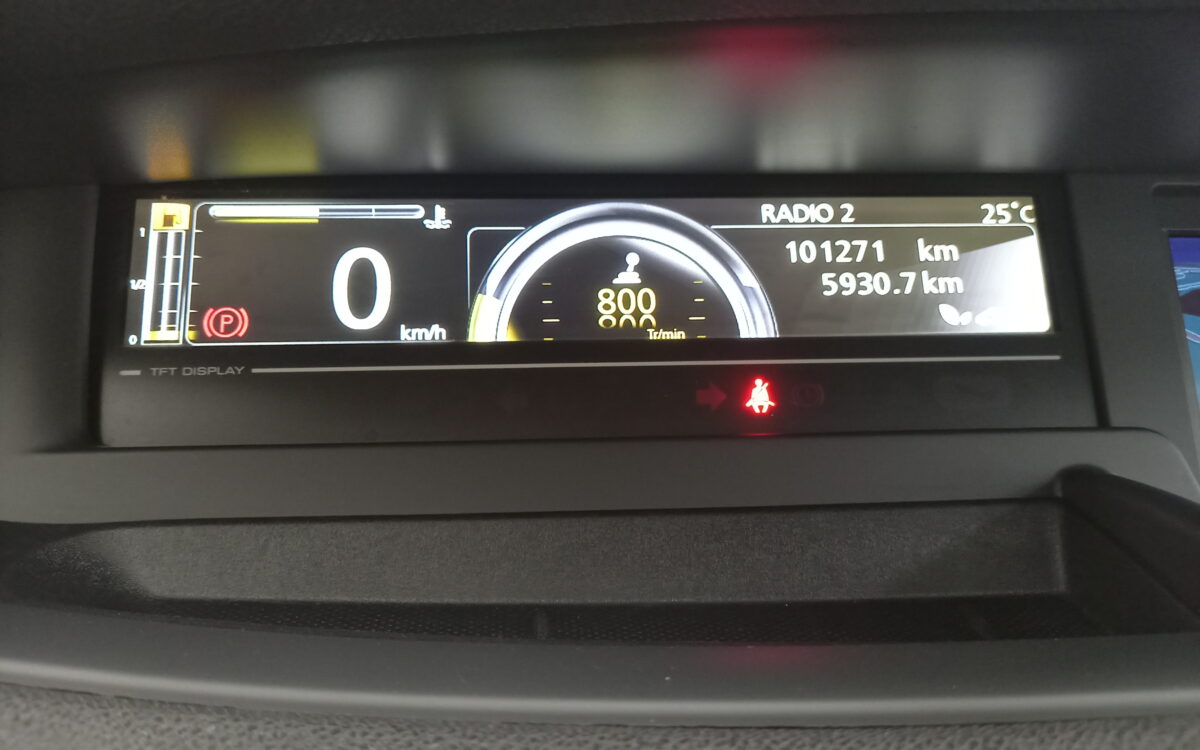 RADIO 2 25°C
1
101271 km
5930.7 km
1/2
0
800
800
P
0
km/h
Tr/min
TFT DISPLAY